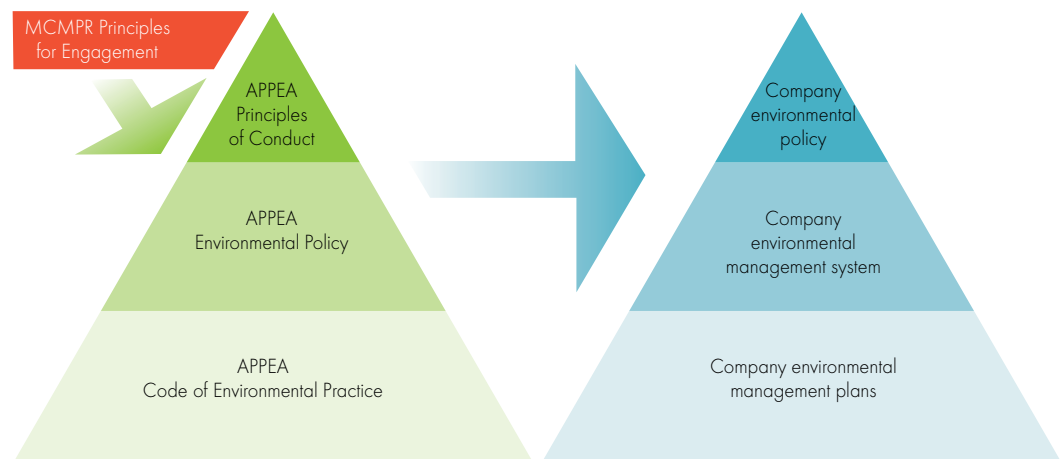 MCMPR Principles
for Engagement
APPEA
Principles
of Conduct
APPEA
Environmental Policy
APPEA
Code of Environmental Practice
Company
environmental
policy
Company
environmental
management system
Company environmental
management plans